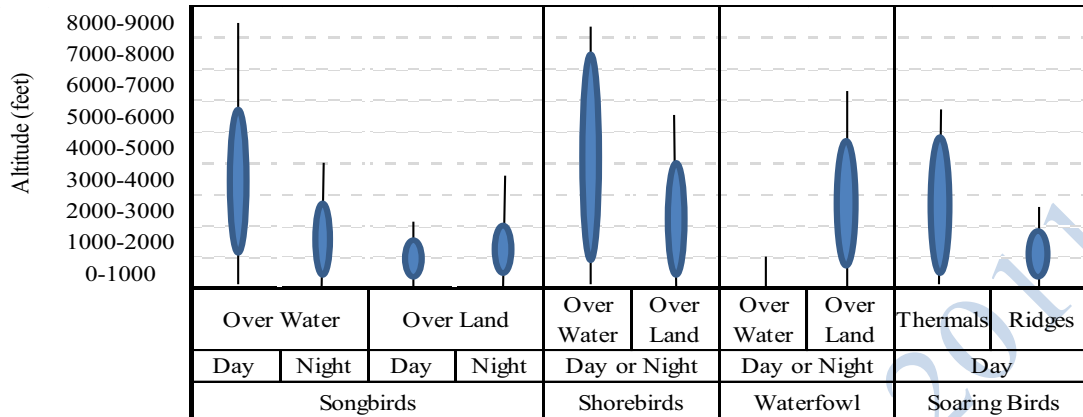 Altitude (feet)
8000-9000
7000-8000
6000-7000
5000-6000
4000-5000
3000-4000
2000-3000
1000-2000
0-1000
Over Water Over Land Over Water Over Land Over Water Over Land Thermals Ridges
Day Night Day Night Day or Night Day or Night Day
Songbirds Shorebirds Waterfowl Soaring Birds